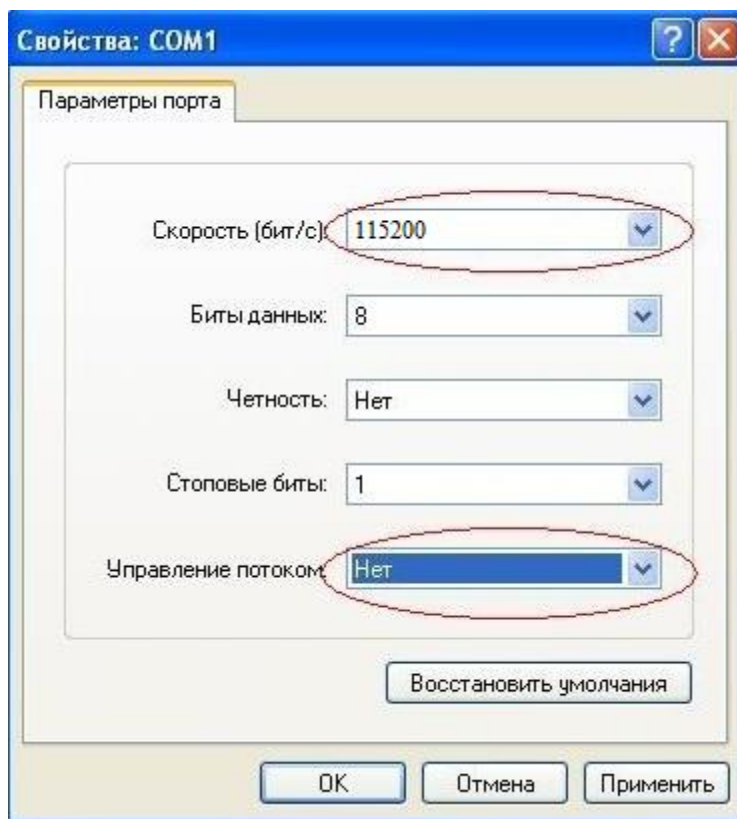 Свойства: COM1
Параметры порта
Скорость (бит/с): 115200
Биты данных: 8
Четность: Нет
Стоповые биты: 1
Управление потоком: Нет
Восстановить умолчания
OK Отмена Применить